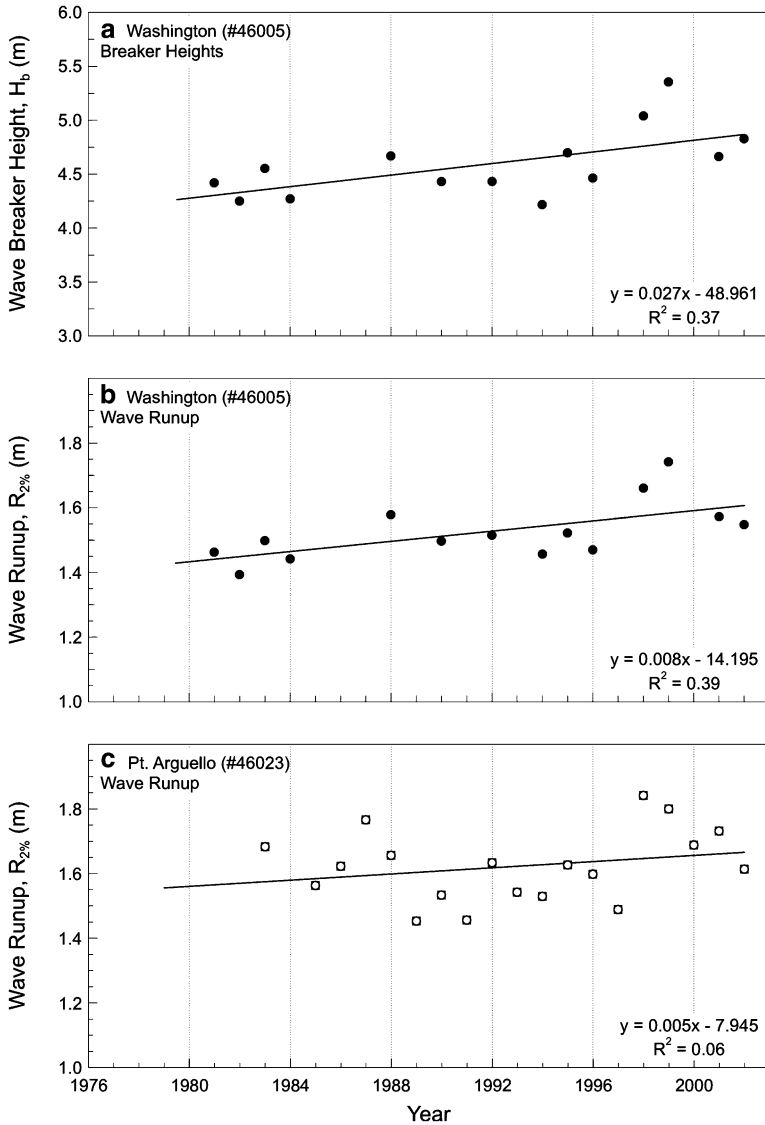 a Washington (#46005)
Breaker Heights
Wave Breaker Height, H_b (m)
6.0
5.5
5.0
4.5
4.0
3.5
3.0
y = 0.027x - 48.961
R² = 0.37
b Washington (#46005)
Wave Runup
Wave Runup, R_2% (m)
1.8
1.6
1.4
1.2
1.0
y = 0.008x - 14.195
R² = 0.39
c Pt. Arguello (#46023)
Wave Runup
Wave Runup, R_2% (m)
1.8
1.6
1.4
1.2
1.0
y = 0.005x - 7.945
R² = 0.06
1976 1980 1984 1988 1992 1996 2000
Year